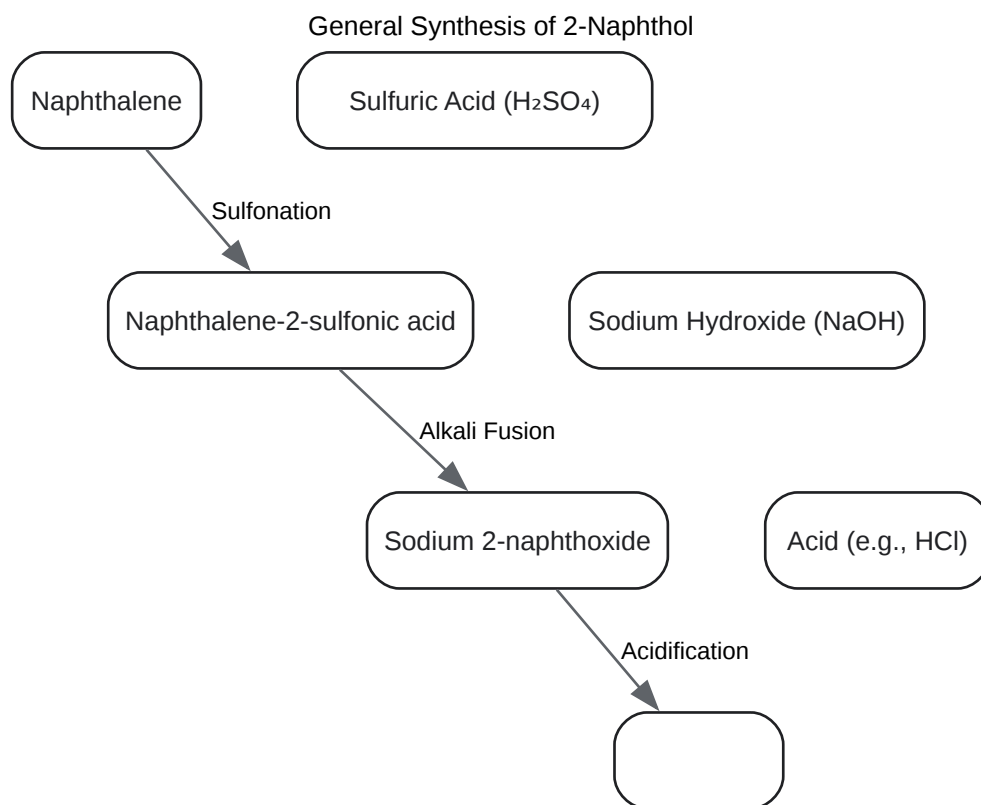 General Synthesis of 2-Naphthol
Naphthalene
Sulfuric Acid (H₂SO₄)
Sulfonation
Naphthalene-2-sulfonic acid
Sodium Hydroxide (NaOH)
Alkali Fusion
Sodium 2-naphthoxide
Acid (e.g., HCl)
Acidification